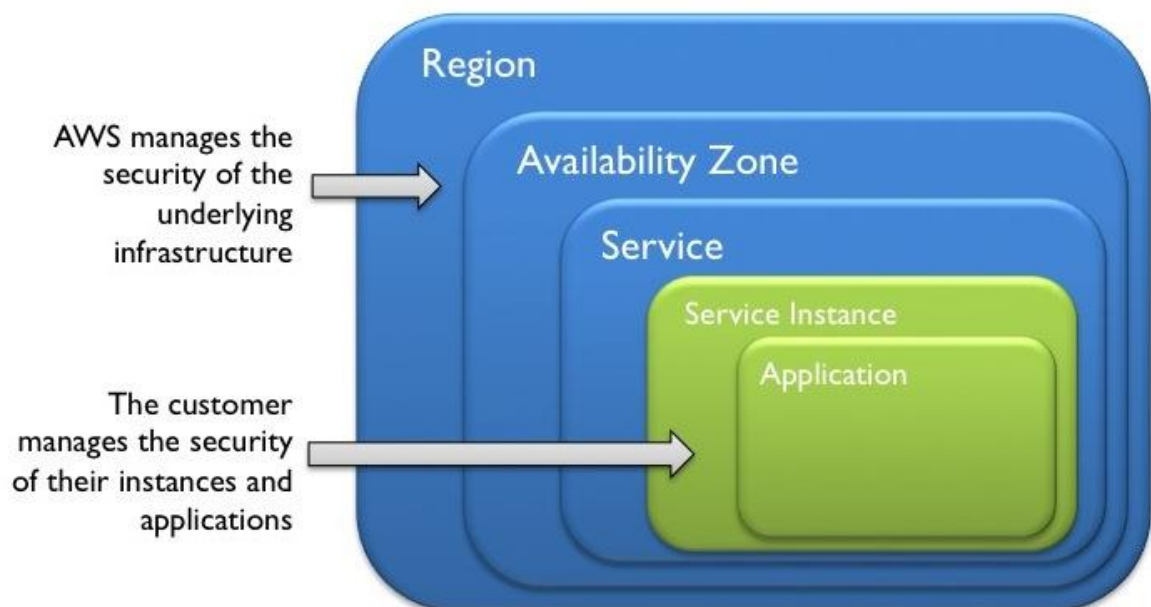 Region
AWS manages the
security of the
underlying
infrastructure
Availability Zone
Service
Service Instance
Application
The customer
manages the security
of their instances and
applications